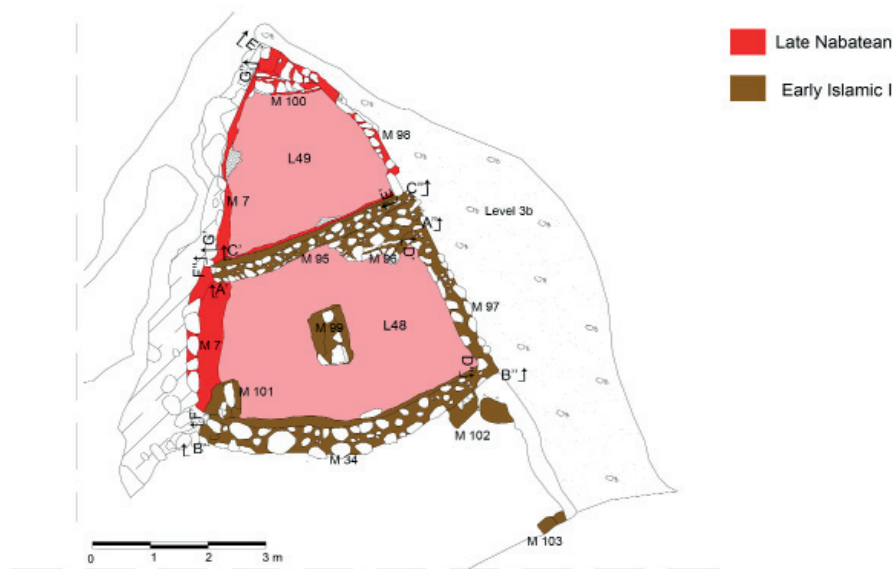 Late Nabatean
Early Islamic I
E''
G''
M 100
M 98
L49
E'
C''
Level 3b
M 7
A''
D'
G'
C'
F''
M 95
M 96
A'
M 97
M 99
L48
M 7
D''
B''
M 101
F'
M 102
B'
M 34
M 103
0 1 2 3 m